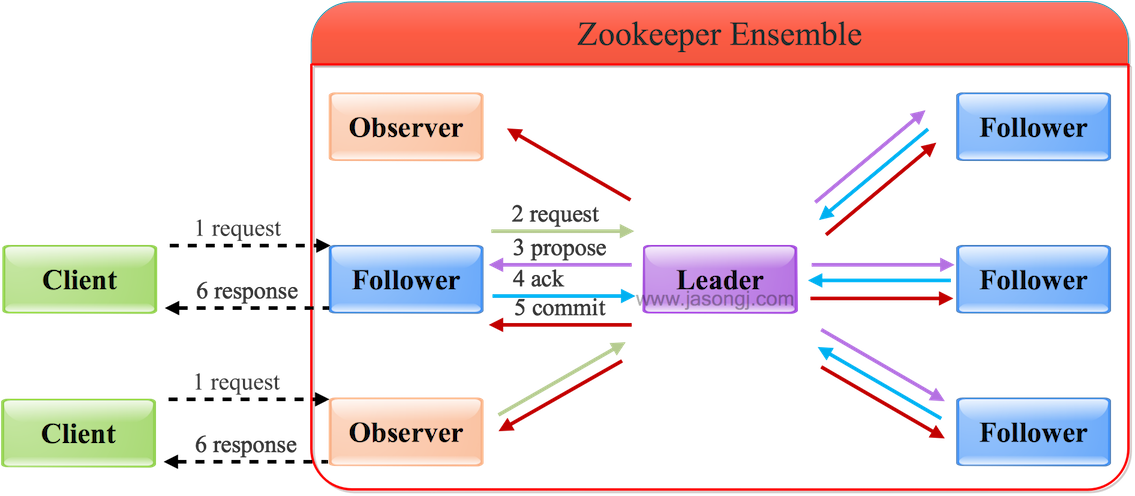 Zookeeper Ensemble
Observer
Follower
1 request
2 request
3 propose
Client
Follower
Leader
Follower
4 ack
www.jasongj.com
6 response
5 commit
1 request
Client
Observer
Follower
6 response